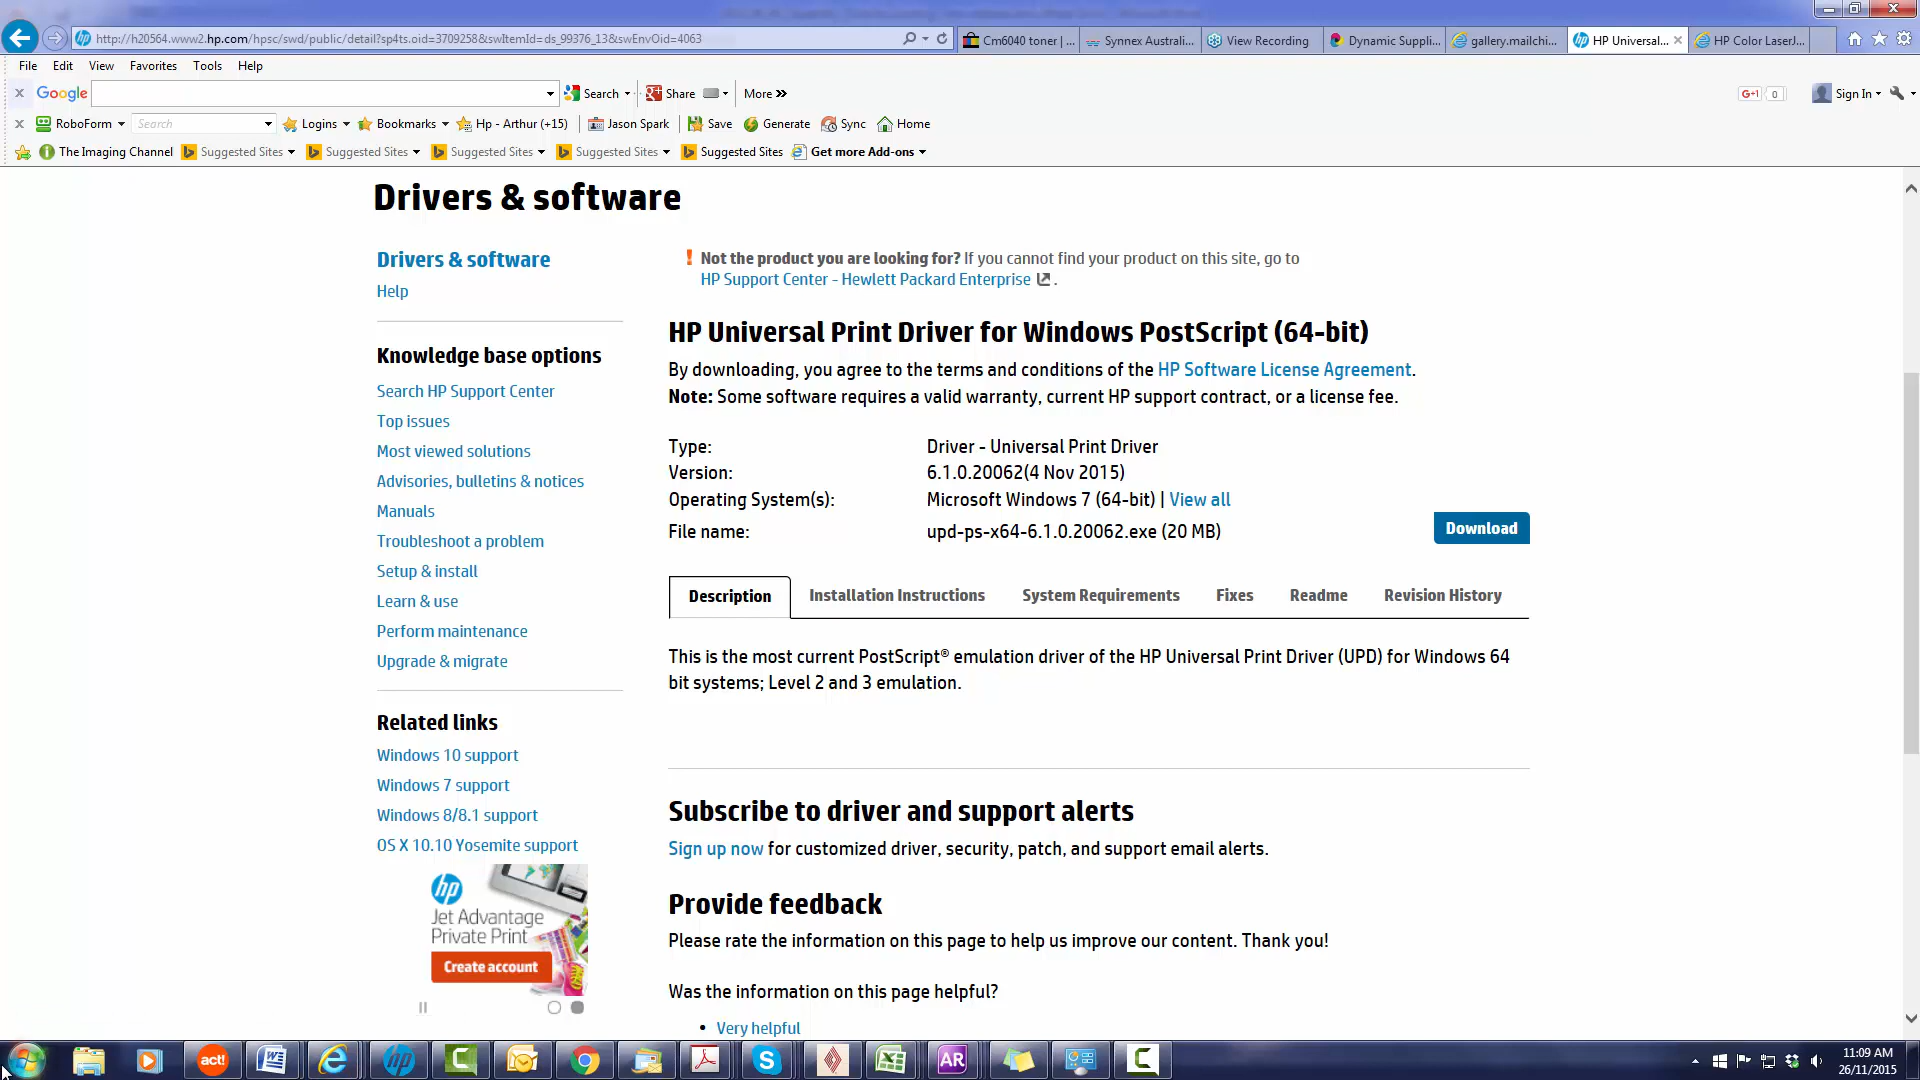 http://h20564.www2.hp.com/hpsc/swd/public/detail?sp4ts.oid=3709258&swItemId=ds_99376_13&swEnvOid=4063
Cm6040 toner | ...
Synnex Australi...
View Recording
Dynamic Suppli...
gallery.mailchi...
HP Universal...
HP Color LaserJ...
File Edit View Favorites Tools Help
Google Search Share More »
G+1 0 Sign In
RoboForm Search Logins Bookmarks Hp - Arthur (+15) Jason Spark Save Generate Sync Home
The Imaging Channel Suggested Sites Suggested Sites Suggested Sites Suggested Sites Suggested Sites Get more Add-ons
Drivers & software
Drivers & software
Help
Knowledge base options
Search HP Support Center
Top issues
Most viewed solutions
Advisories, bulletins & notices
Manuals
Troubleshoot a problem
Setup & install
Learn & use
Perform maintenance
Upgrade & migrate
Related links
Windows 10 support
Windows 7 support
Windows 8/8.1 support
OS X 10.10 Yosemite support
hp
Jet Advantage
Private Print
Create account
! Not the product you are looking for? If you cannot find your product on this site, go to
HP Support Center - Hewlett Packard Enterprise .
HP Universal Print Driver for Windows PostScript (64-bit)
By downloading, you agree to the terms and conditions of the HP Software License Agreement.
Note: Some software requires a valid warranty, current HP support contract, or a license fee.
Type: Driver - Universal Print Driver
Version: 6.1.0.20062(4 Nov 2015)
Operating System(s): Microsoft Windows 7 (64-bit) | View all
File name: upd-ps-x64-6.1.0.20062.exe (20 MB)
Download
Description Installation Instructions System Requirements Fixes Readme Revision History
This is the most current PostScript® emulation driver of the HP Universal Print Driver (UPD) for Windows 64
bit systems; Level 2 and 3 emulation.
Subscribe to driver and support alerts
Sign up now for customized driver, security, patch, and support email alerts.
Provide feedback
Please rate the information on this page to help us improve our content. Thank you!
Was the information on this page helpful?
• Very helpful
act!
AR
11:09 AM
26/11/2015